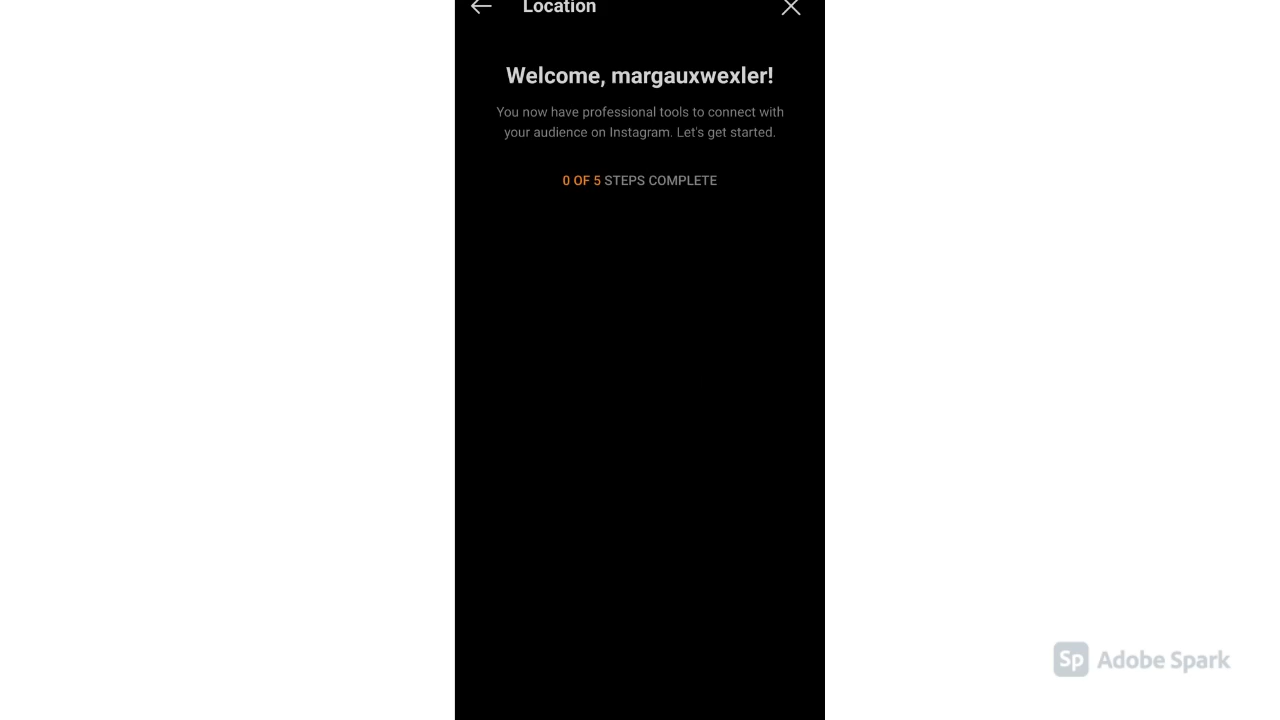 Location
Welcome, margauxwexler!
You now have professional tools to connect with
your audience on Instagram. Let's get started.
0 OF 5 STEPS COMPLETE
Sp Adobe Spark